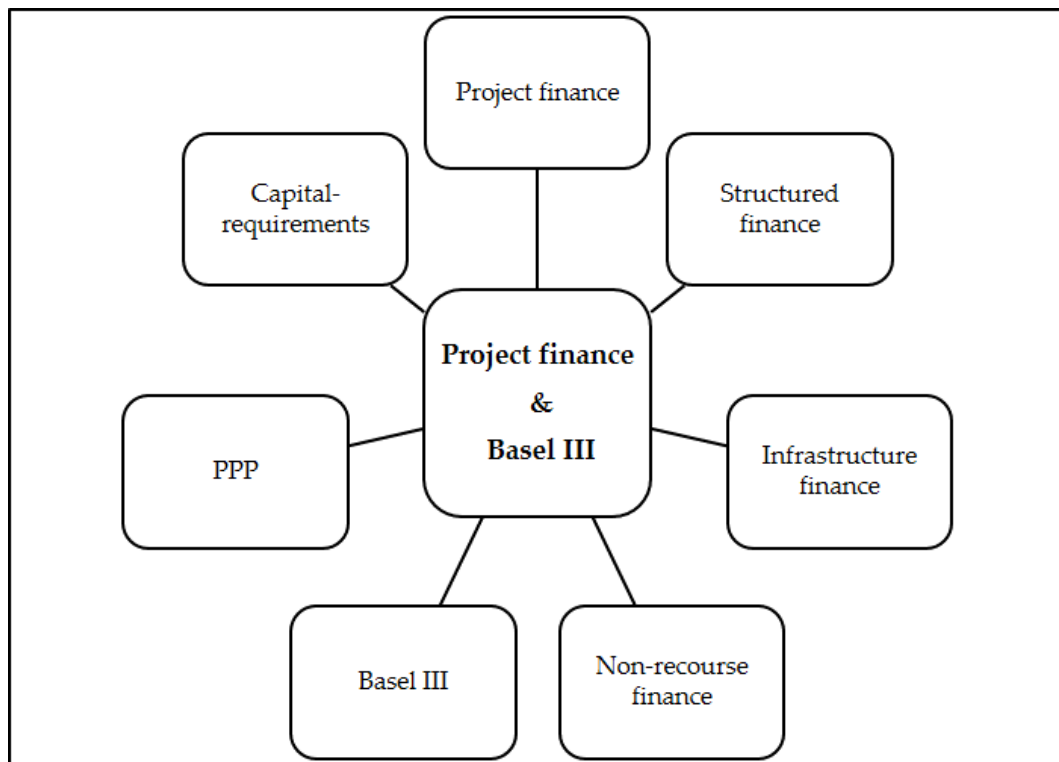 Project finance
Capital-
requirements
Structured
finance
Project finance
&
Basel III
PPP
Infrastructure
finance
Basel III
Non-recourse
finance